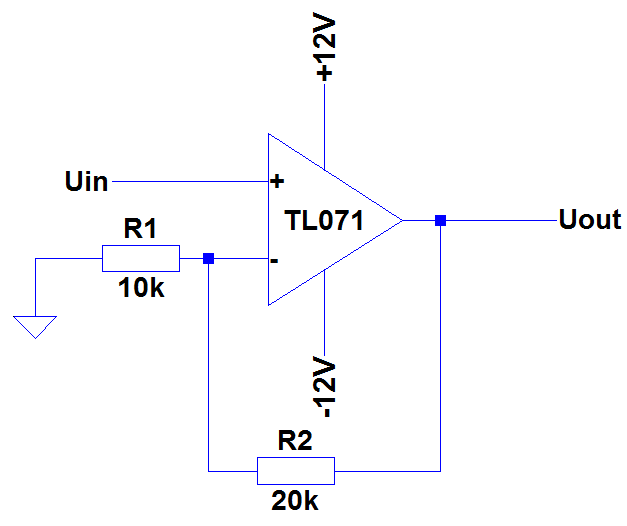 +12V
Uin
+
TL071
Uout
R1
-
10k
-12V
R2
20k